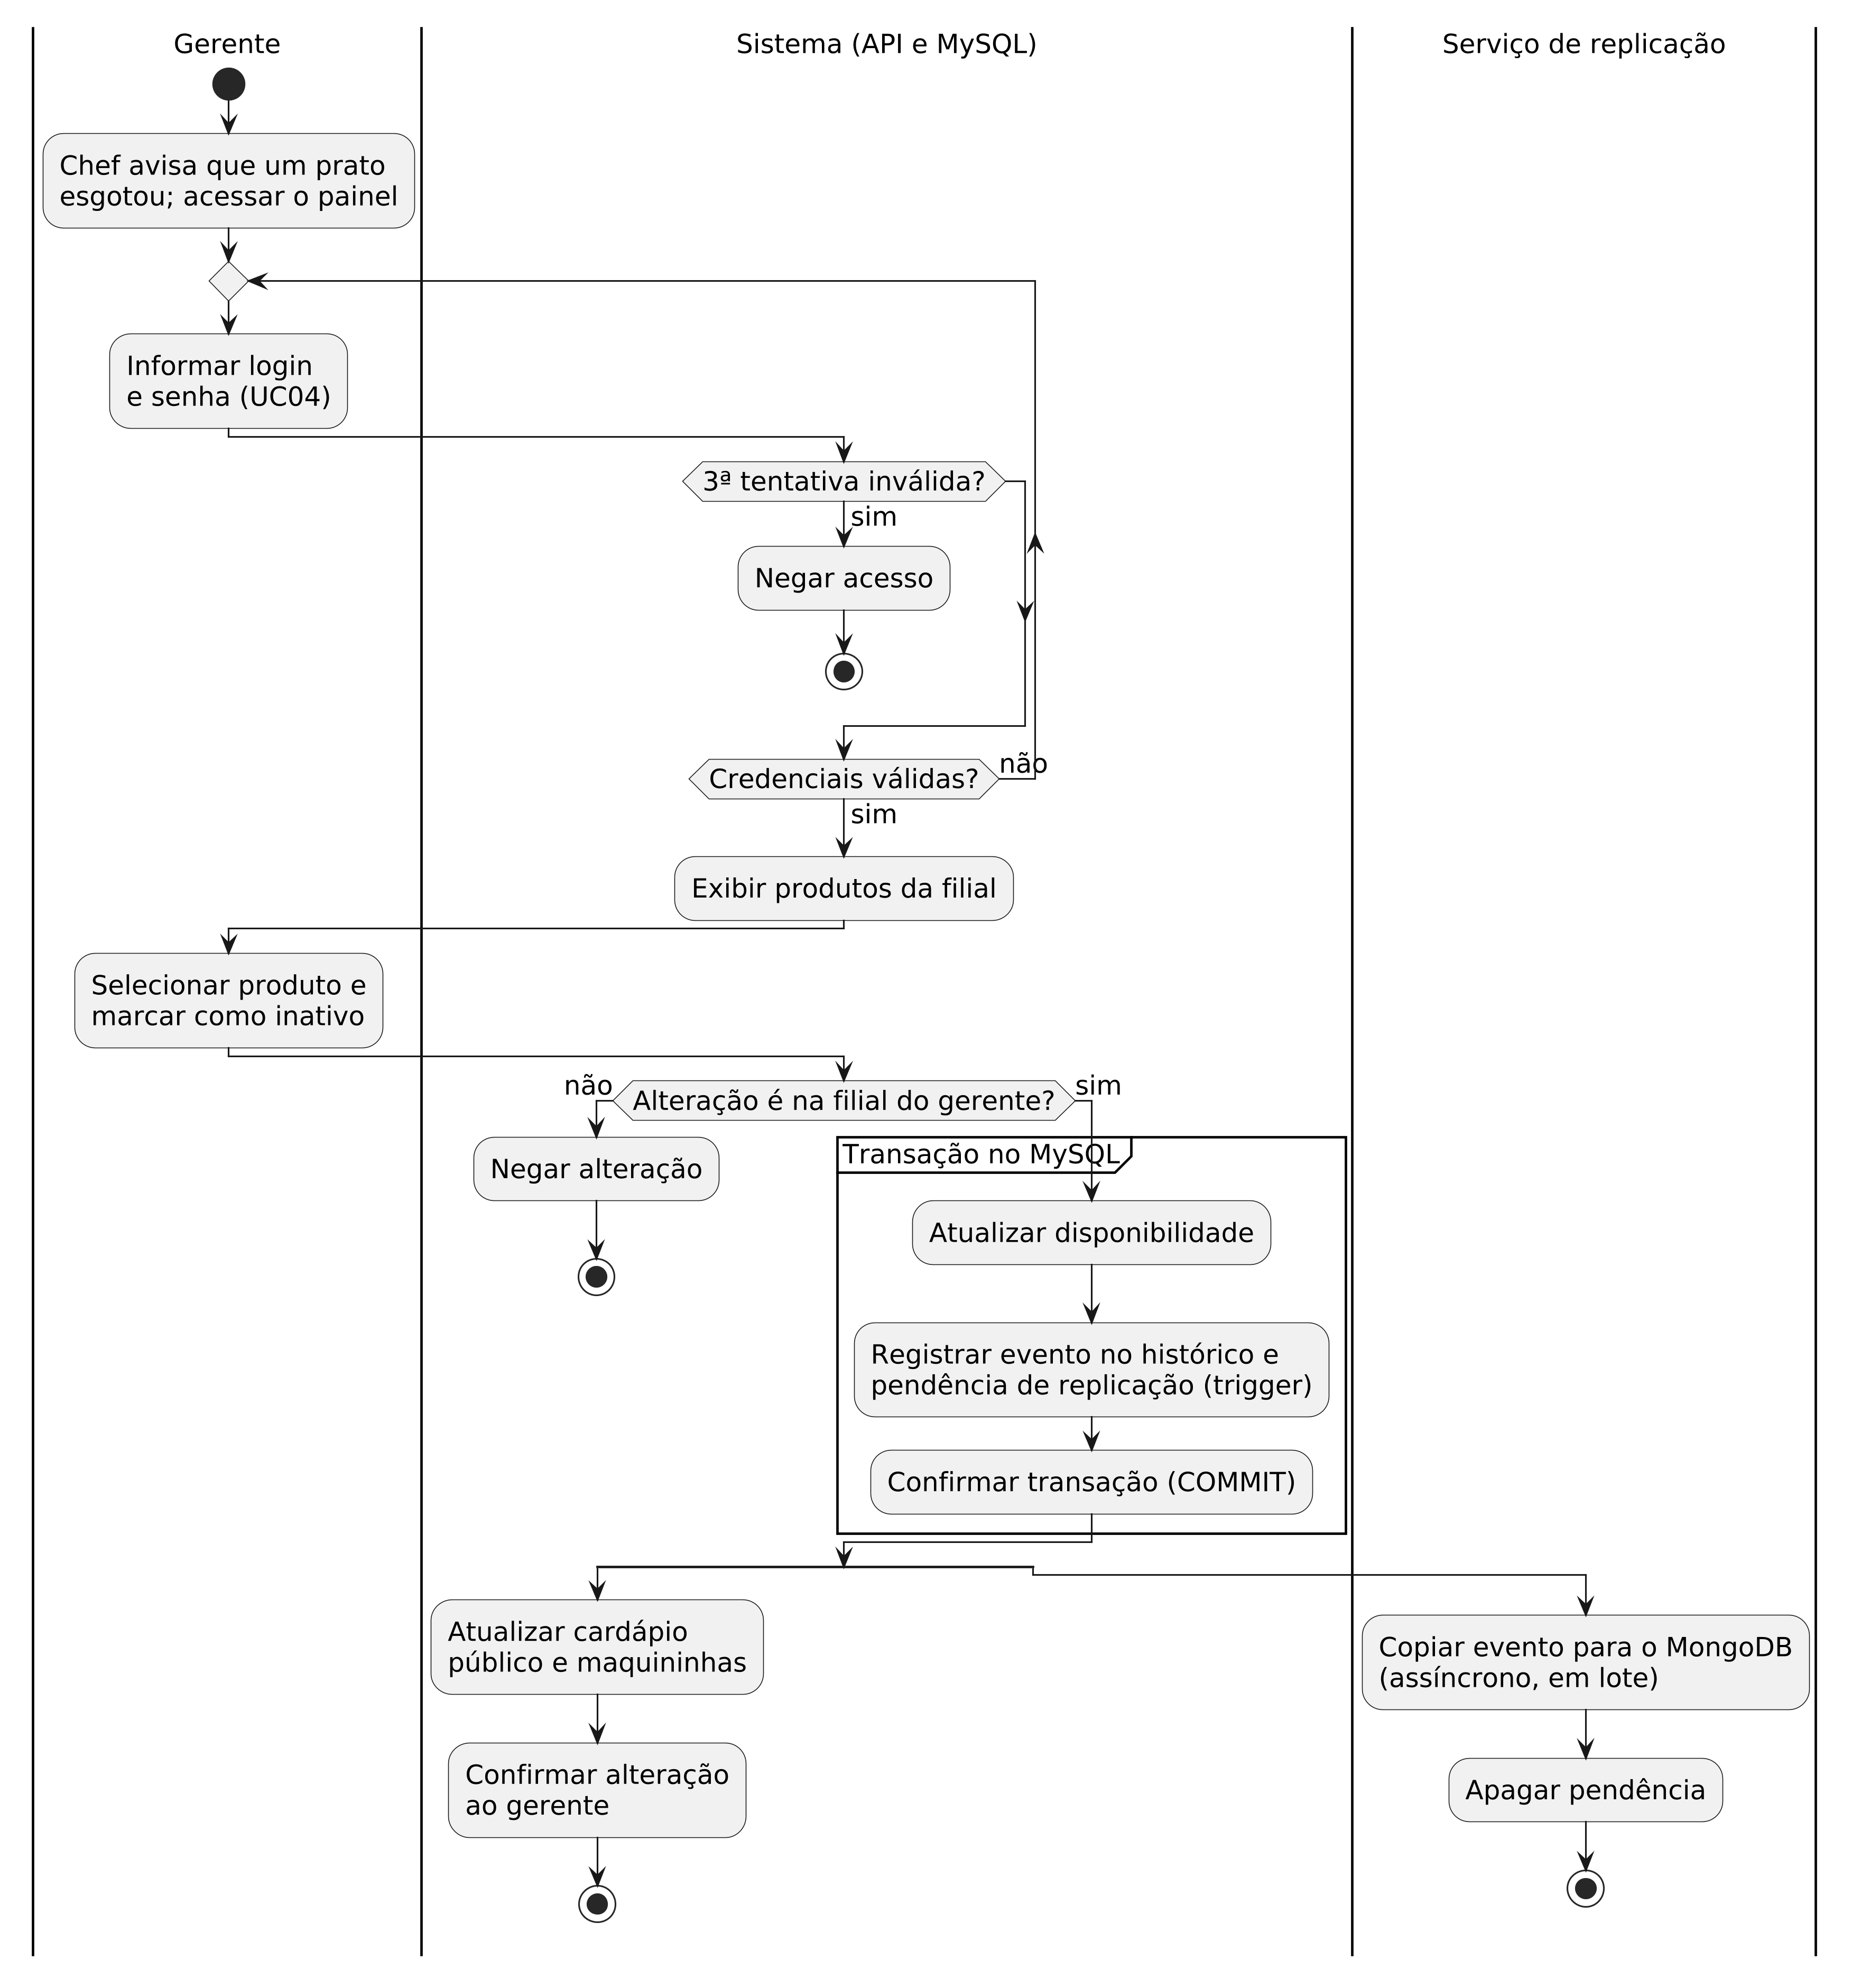 Gerente
Sistema (API e MySQL)
Serviço de replicação
Chef avisa que um prato
esgotou; acessar o painel
Informar login
e senha (UC04)
3ª tentativa inválida?
sim
Negar acesso
Credenciais válidas?
não
sim
Exibir produtos da filial
Selecionar produto e
marcar como inativo
não
Alteração é na filial do gerente?
sim
Negar alteração
Transação no MySQL
Atualizar disponibilidade
Registrar evento no histórico e
pendência de replicação (trigger)
Confirmar transação (COMMIT)
Atualizar cardápio
público e maquininhas
Copiar evento para o MongoDB
(assíncrono, em lote)
Confirmar alteração
ao gerente
Apagar pendência